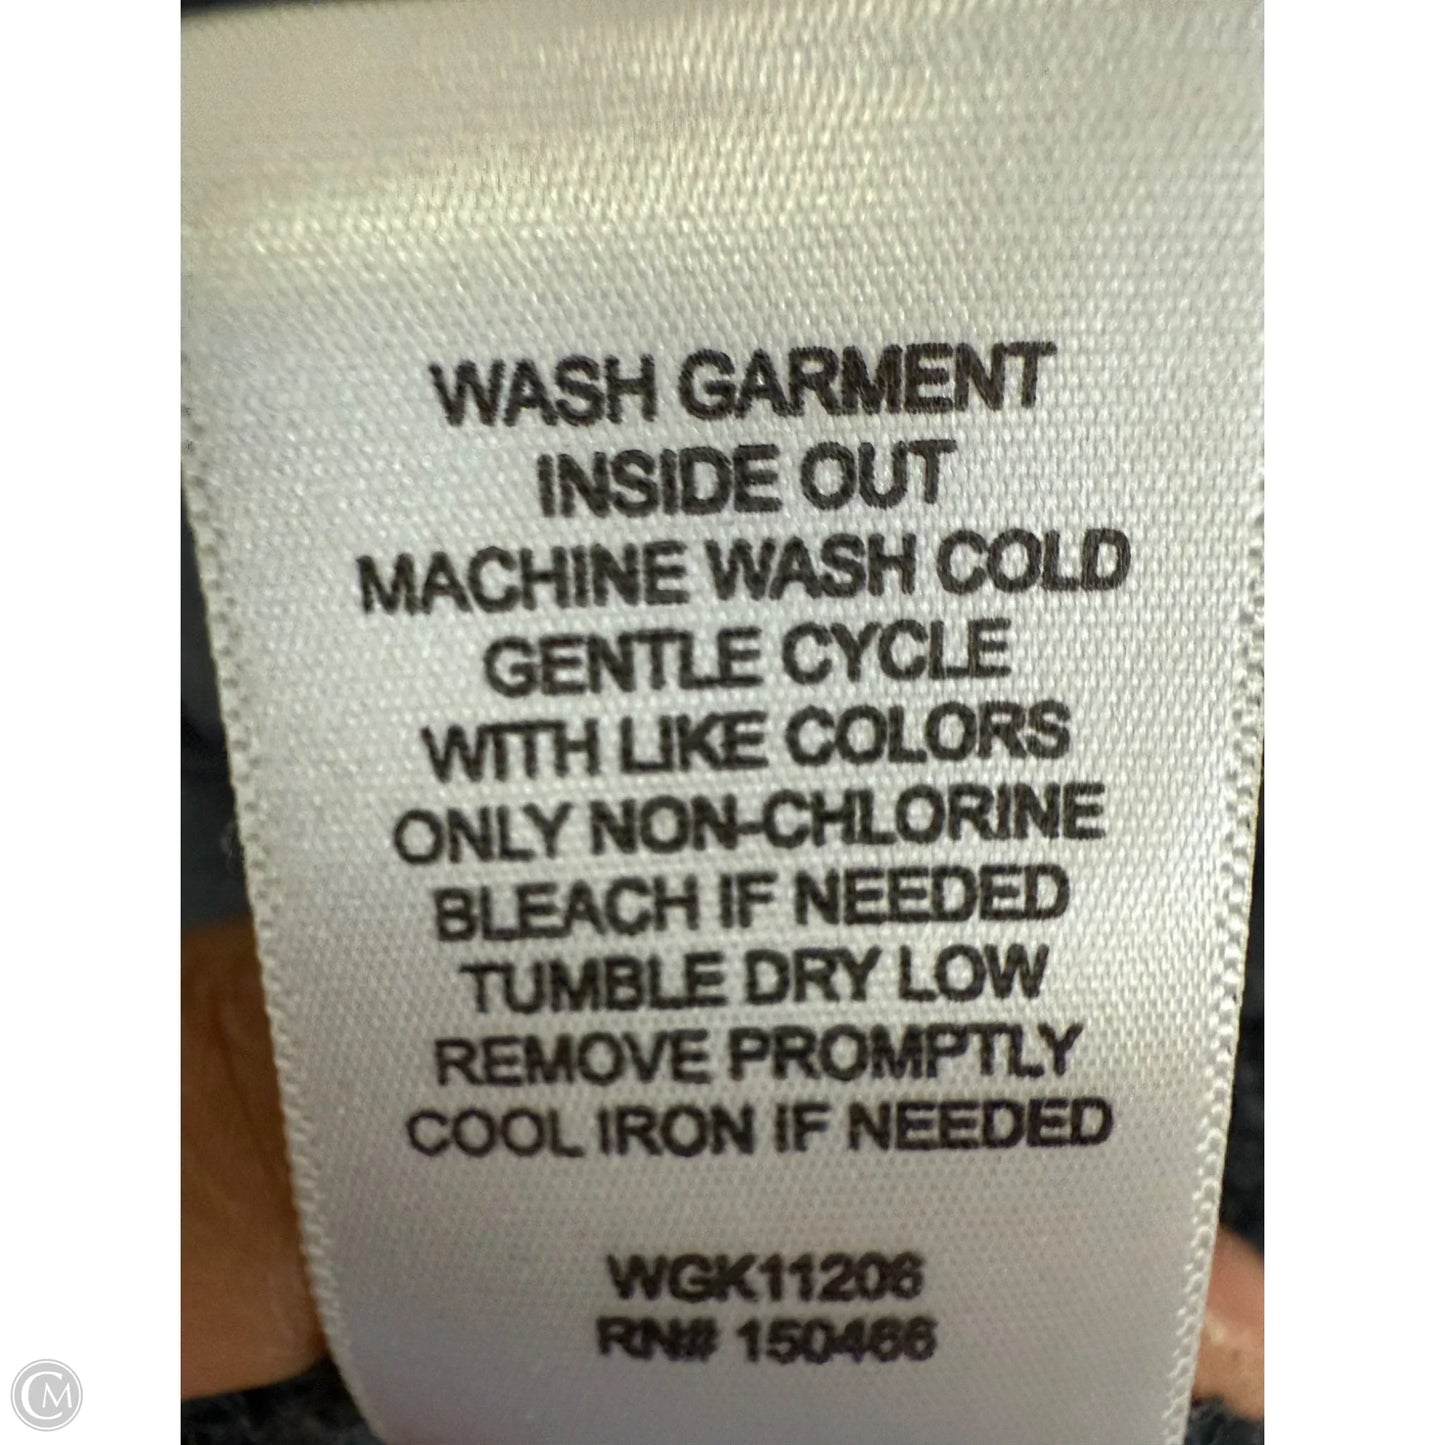 WASH GARMENT
INSIDE OUT
MACHINE WASH COLD
GENTLE CYCLE
WITH LIKE COLORS
ONLY NON-CHLORINE
BLEACH IF NEEDED
TUMBLE DRY LOW
REMOVE PROMPTLY
COOL IRON IF NEEDED
WGK11206
RN# 150466
CM